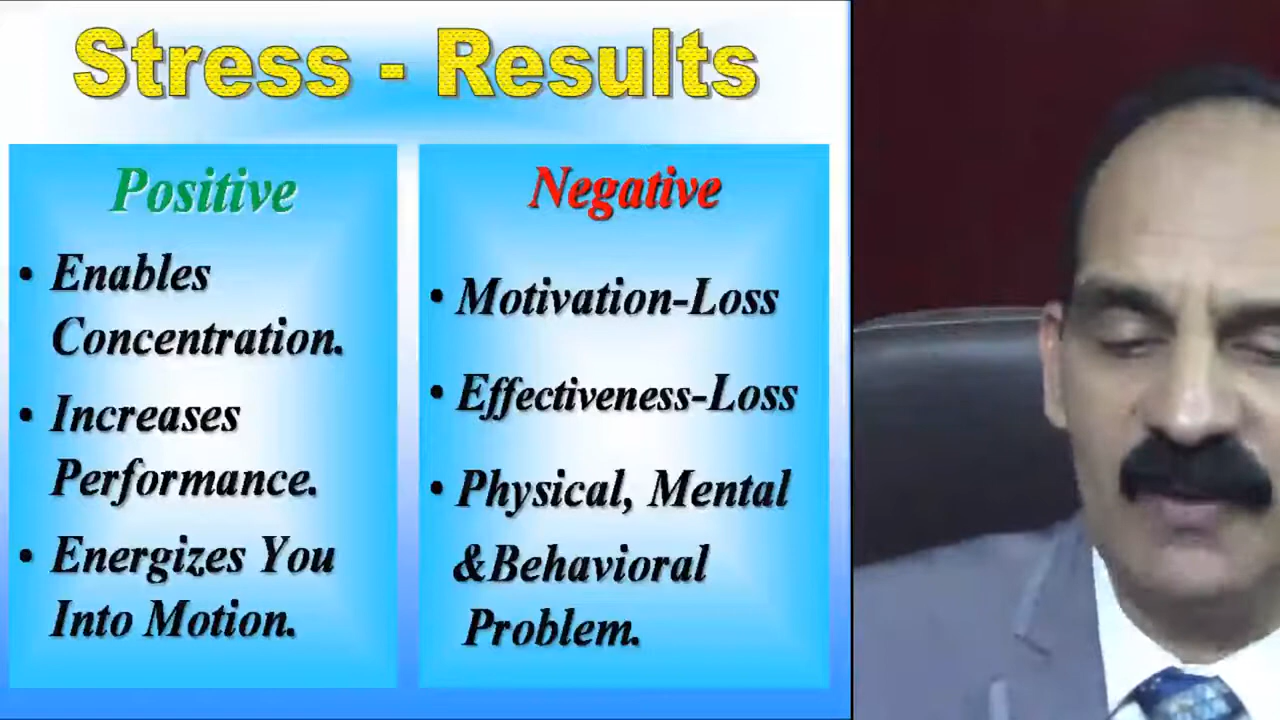 Stress - Results
Positive
• Enables
Concentration.
• Increases
Performance.
• Energizes You
Into Motion.
Negative
• Motivation-Loss
• Effectiveness-Loss
• Physical, Mental
&Behavioral
Problem.